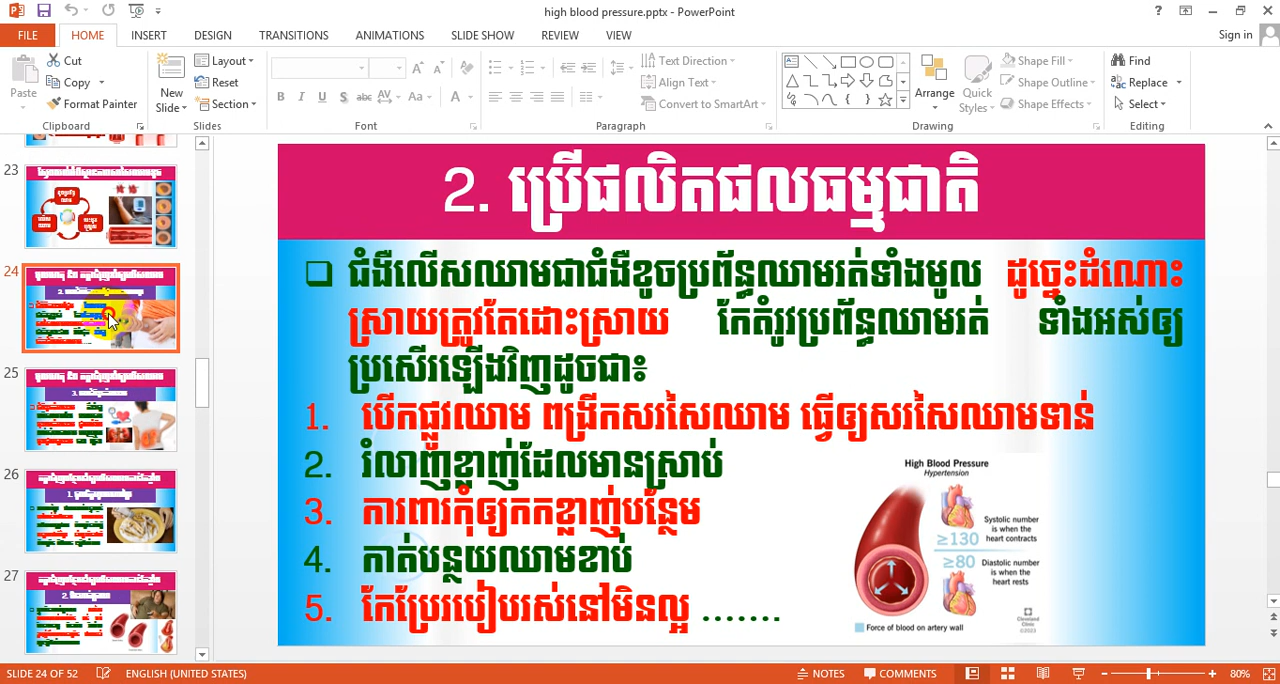 high blood pressure.pptx - PowerPoint
Sign in
FILE
HOME
INSERT
DESIGN
TRANSITIONS
ANIMATIONS
SLIDE SHOW
REVIEW
VIEW
Paste
Cut
Copy
Format Painter
Clipboard
New
Slide
Layout
Reset
Section
Slides
B I U S abc AV Aa A
Font
Text Direction
Align Text
Convert to SmartArt
Paragraph
Arrange
Quick
Styles
Shape Fill
Shape Outline
Shape Effects
Drawing
Find
Replace
Select
Editing
23
24
25
26
27
2. ប្រើផលិតផលធម្មជាតិ
ជំងឺលើសឈាមជាជំងឺខូចប្រព័ន្ធឈាមរត់ទាំងមូល ដូច្នេះដំណោះ
ស្រាយត្រូវតែដោះស្រាយ កែតំរូវប្រព័ន្ធឈាមរត់ ទាំងអស់ឲ្យ
ប្រសើរឡើងវិញដូចជា៖
1. បើកផ្លូវឈាម ពង្រីកសរសៃឈាម ធ្វើឲ្យសរសៃឈាមទាន់
2. រំលាញខ្លាញ់ដែលមានស្រាប់
3. ការពារកុំឲ្យកកខ្លាញ់បន្ថែម
4. កាត់បន្ថយឈាមខាប់
5. កែប្រែរបៀបរស់នៅមិនល្អ .......
High Blood Pressure
Hypertension
Systolic number
is when the
heart contracts
≥130
≥80
Diastolic number
is when the
heart rests
Force of blood on artery wall
Cleveland
Clinic
©2023
SLIDE 24 OF 52
ENGLISH (UNITED STATES)
NOTES
COMMENTS
80%